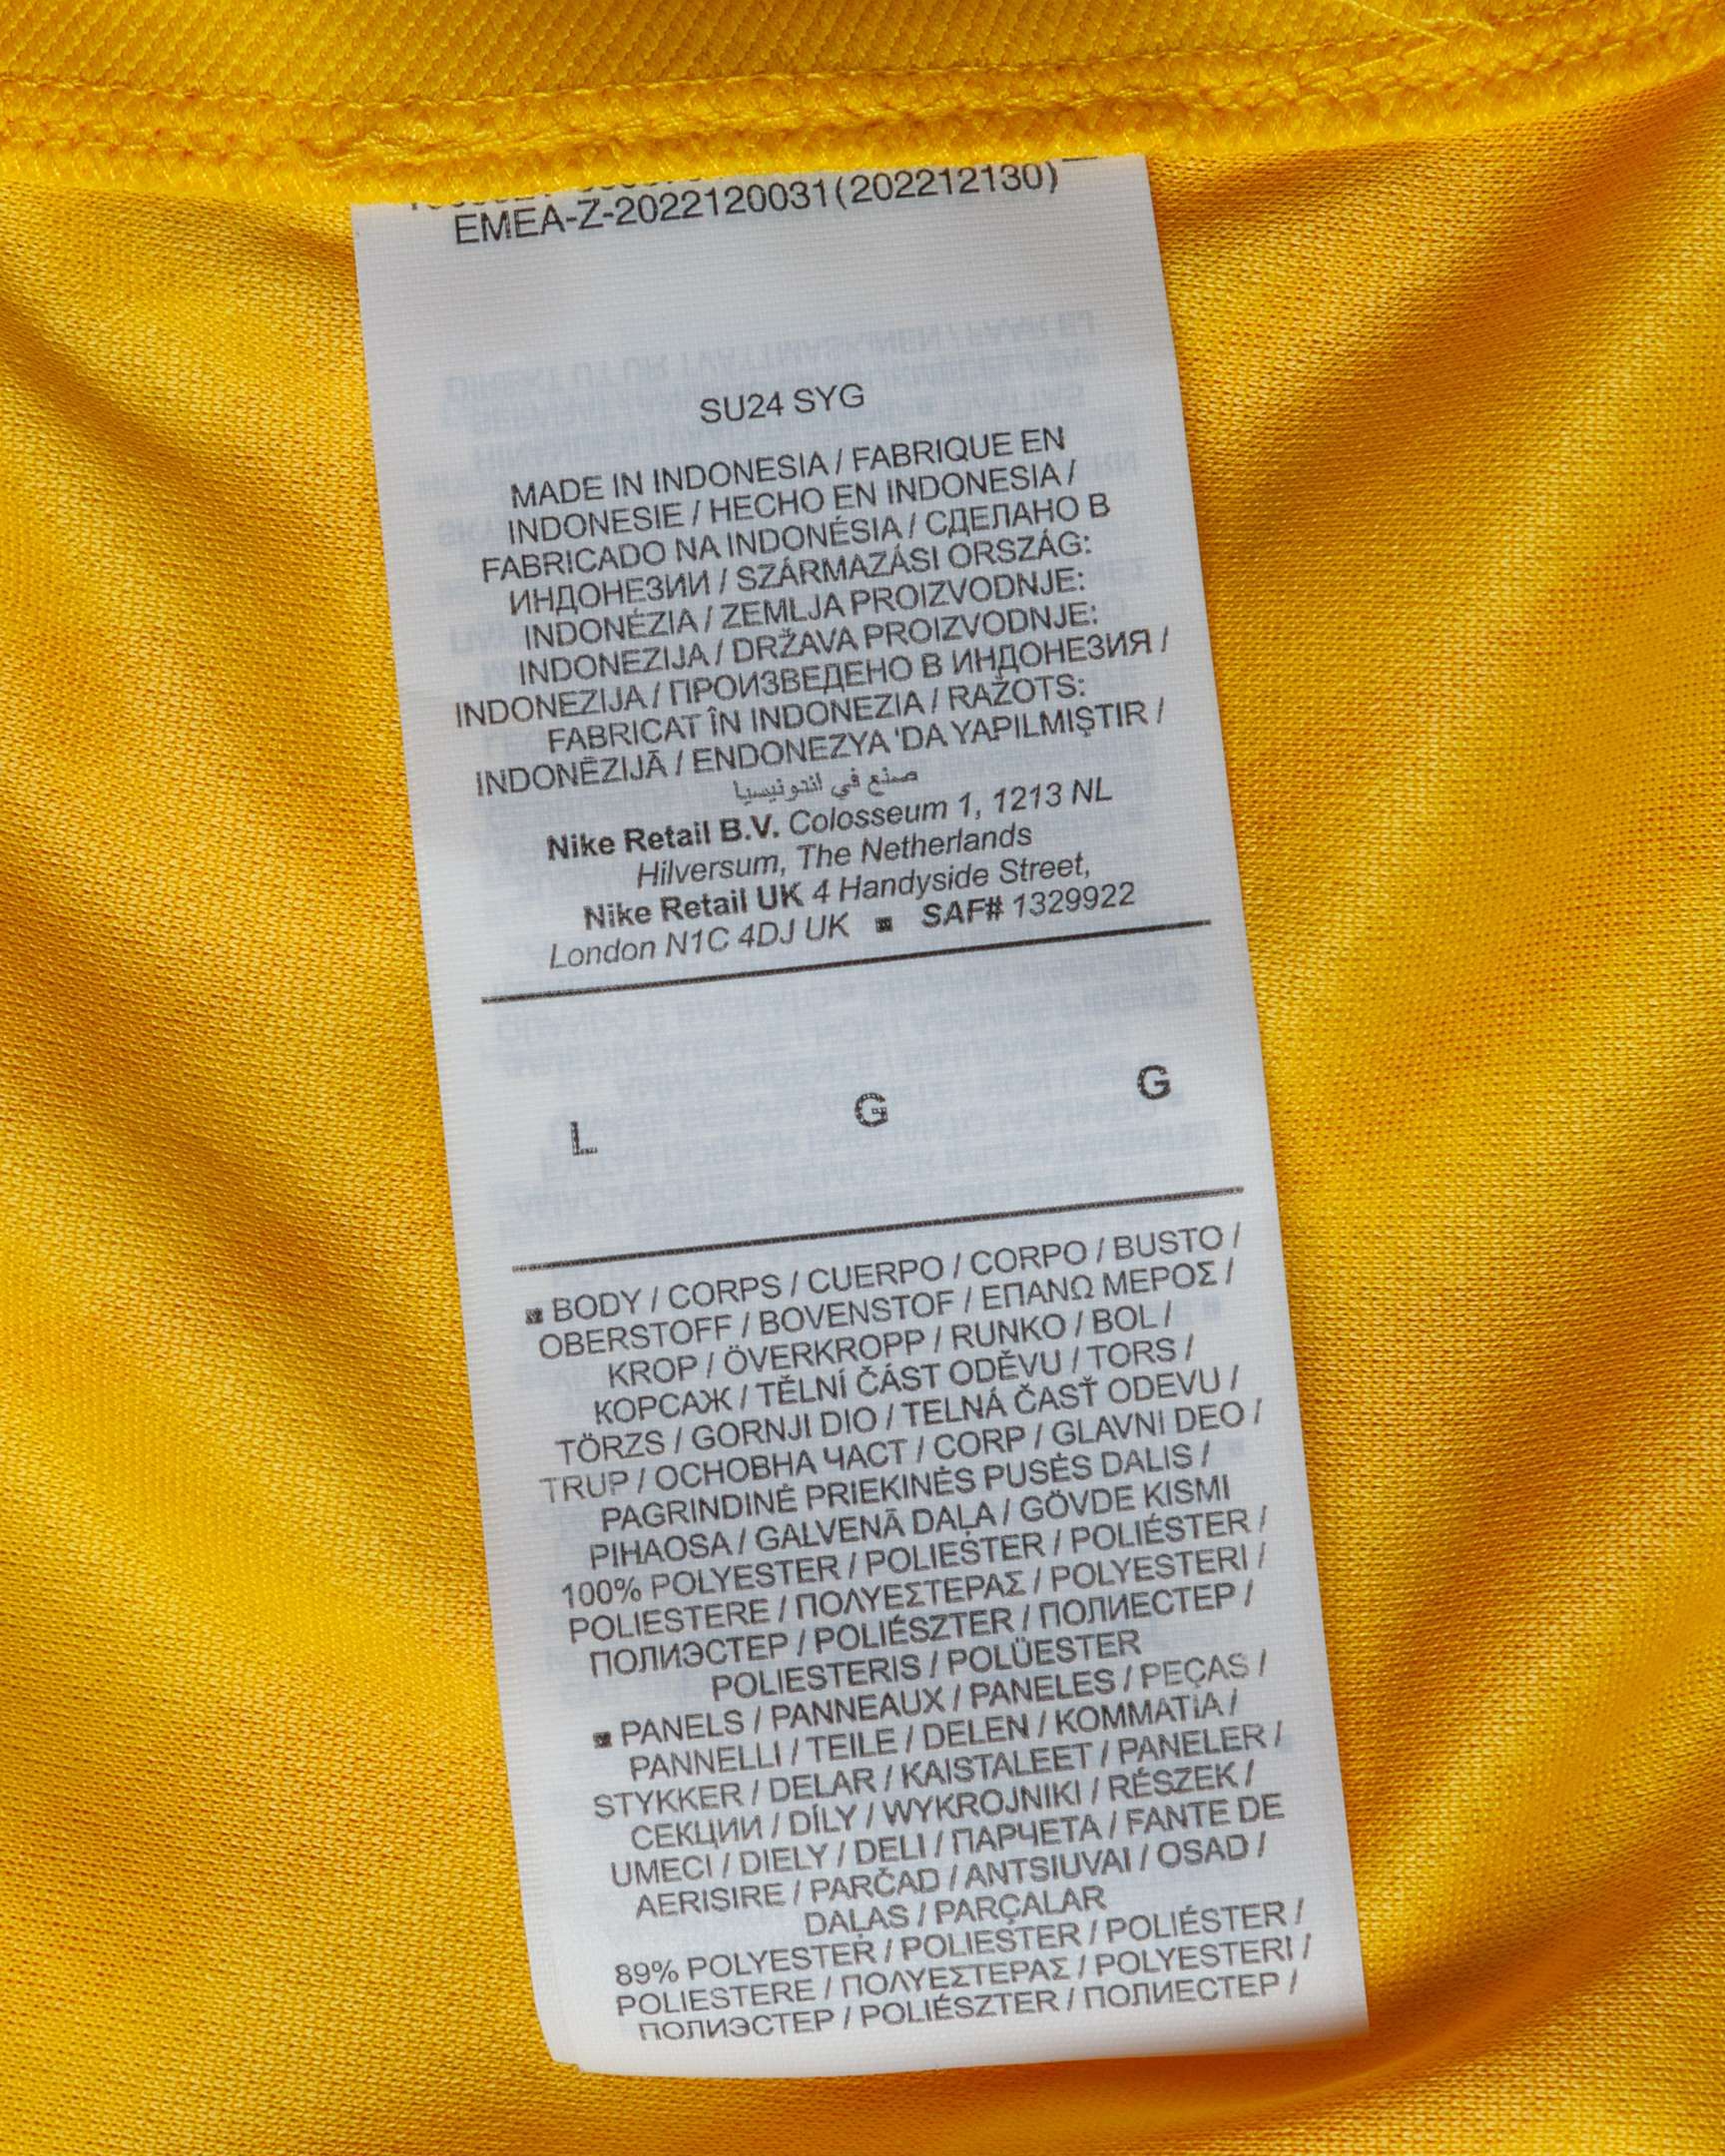 EMEA-Z-2022120031(202212130)
SU24 SYG
MADE IN INDONESIA / FABRIQUE EN
INDONESIE / HECHO EN INDONESIA /
FABRICADO NA INDONÉSIA / СДЕЛАНО В
ИНДОНЕЗИИ / SZÁRMAZÁSI ORSZÁG:
INDONÉZIA / ZEMLJA PROIZVODNJE:
INDONEZIJA / DRŽAVA PROIZVODNJE:
INDONEZIJA / ПРОИЗВЕДЕНО В ИНДОНЕЗИЯ /
FABRICAT ÎN INDONEZIA / RAŽOTS:
INDONĒZIJĀ / ENDONEZYA 'DA YAPILMIŞTIR /
صنع في اندونيسيا
Nike Retail B.V. Colosseum 1, 1213 NL
Hilversum, The Netherlands
Nike Retail UK 4 Handyside Street,
London N1C 4DJ UK ■ SAF# 1329922
L G G
■ BODY / CORPS / CUERPO / CORPO / BUSTO /
OBERSTOFF / BOVENSTOF / ΕΠΑΝΩ ΜΕΡΟΣ /
KROP / ÖVERKROPP / RUNKO / BOL /
КОРСАЖ / TĚLNÍ ČÁST ODĚVU / TORS /
TÖRZS / GORNJI DIO / TELNÁ ČASŤ ODEVU /
TRUP / ОСНОВНА ЧАСТ / CORP / GLAVNI DEO /
PAGRINDINĖ PRIEKINĖS PUSĖS DALIS /
PIHAOSA / GALVENĀ DAĻA / GÖVDE KISMI
100% POLYESTER / POLIESTER / POLIÉSTER /
POLIESTERE / ΠΟΛΥΕΣΤΕΡΑΣ / POLYESTERI /
ПОЛИЭСТЕР / POLIÉSZTER / ПОЛИЕСТЕР /
POLIESTERIS / POLÜESTER
■ PANELS / PANNEAUX / PANELES / PEÇAS /
PANNELLI / TEILE / DELEN / KOMMATiA /
STYKKER / DELAR / KAISTALEET / PANELER /
СЕКЦИИ / DÍLY / WYKROJNIKI / RÉSZEK /
UMECI / DIELY / DELI / ПАРЧЕТА / FANTE DE
AERISIRE / PARČAD / ANTSIUVAI / OSAD /
DAĻAS / PARÇALAR
89% POLYESTER / POLIESTER / POLIÉSTER /
POLIESTERE / ΠΟΛΥΕΣΤΕΡΑΣ / POLYESTERI /
ПОЛИЭСТЕР / POLIÉSZTER / ПОЛИЕСТЕР /